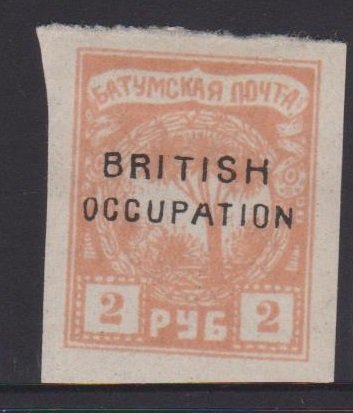 БАТУМСКАЯ ПОЧТА
BRITISH
OCCUPATION
2 РУБ 2